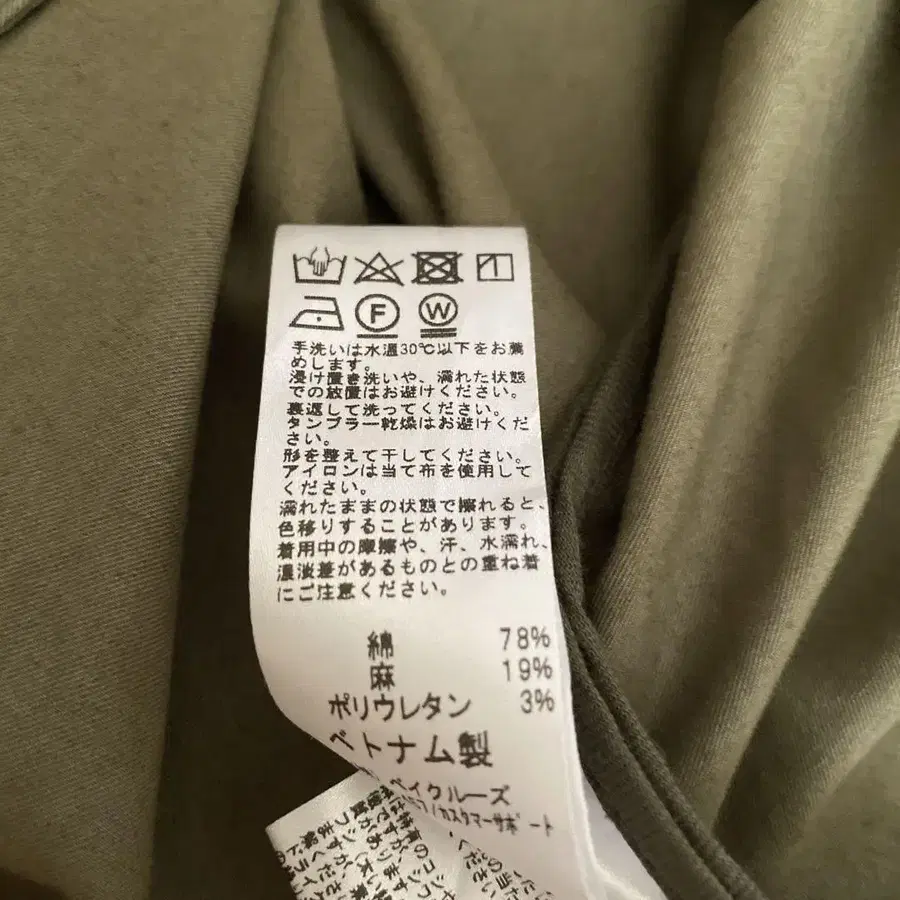 F W
手洗いは水温30℃以下をお薦
めします。
浸け置き洗いや、濡れた状態
での放置はお避けください。
裏返して洗ってください。
タンブラー乾燥はお避けくだ
さい。
形を整えて干してください。
アイロンは当て布を使用して
ください。
濡れたままの状態で擦れると、
色移りすることがあります。
着用中の摩擦や、汗、水濡れ、
濃淡差があるものとの重ね着
にご注意ください。
綿 78%
麻 19%
ポリウレタン 3%
ベトナム製
ベイクルーズ
/カスタマーサポート